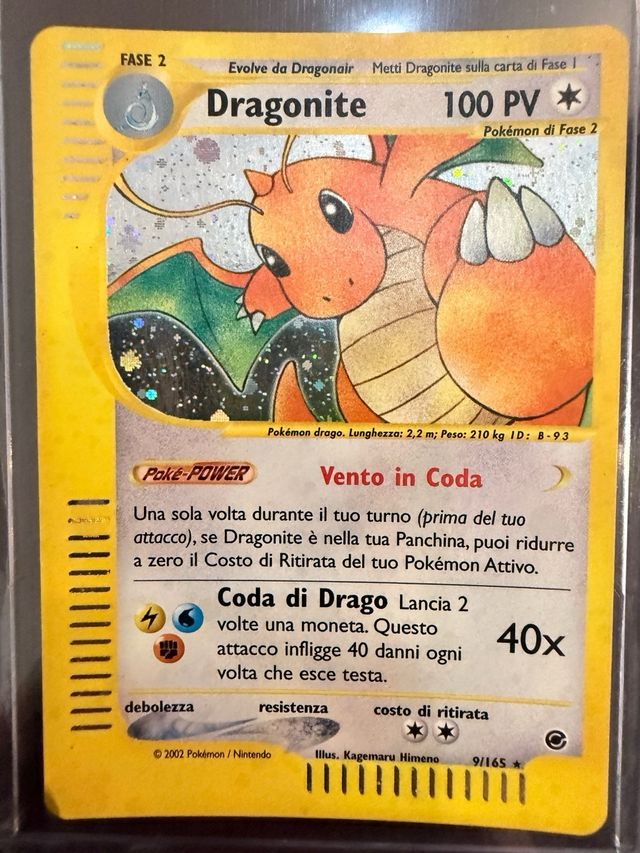 FASE 2
Evolve da Dragonair Metti Dragonite sulla carta di Fase 1
Dragonite 100 PV
Pokémon di Fase 2
Pokémon drago. Lunghezza: 2,2 m; Peso: 210 kg ID: B-93
Poké-POWER Vento in Coda
Una sola volta durante il tuo turno (prima del tuo
attacco), se Dragonite è nella tua Panchina, puoi ridurre
a zero il Costo di Ritirata del tuo Pokémon Attivo.
Coda di Drago Lancia 2
volte una moneta. Questo
attacco infligge 40 danni ogni
volta che esce testa.
40x
debolezza resistenza costo di ritirata
© 2002 Pokémon / Nintendo Illus. Kagemaru Himeno 9/165 ★